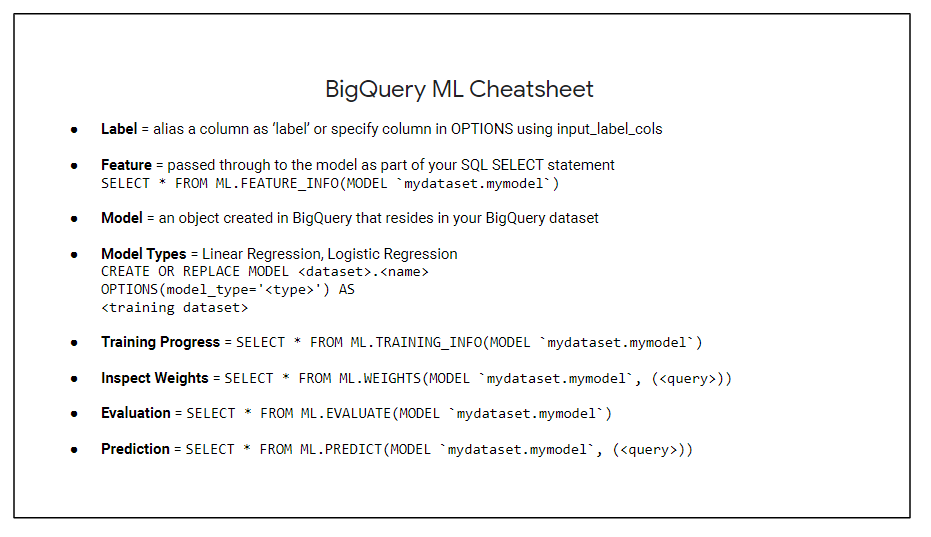 BigQuery ML Cheatsheet
● Label = alias a column as ‘label’ or specify column in OPTIONS using input_label_cols
● Feature = passed through to the model as part of your SQL SELECT statement
SELECT * FROM ML.FEATURE_INFO(MODEL `mydataset.mymodel`)
● Model = an object created in BigQuery that resides in your BigQuery dataset
● Model Types = Linear Regression, Logistic Regression
CREATE OR REPLACE MODEL <dataset>.<name>
OPTIONS(model_type='<type>') AS
<training dataset>
● Training Progress = SELECT * FROM ML.TRAINING_INFO(MODEL `mydataset.mymodel`)
● Inspect Weights = SELECT * FROM ML.WEIGHTS(MODEL `mydataset.mymodel`, (<query>))
● Evaluation = SELECT * FROM ML.EVALUATE(MODEL `mydataset.mymodel`)
● Prediction = SELECT * FROM ML.PREDICT(MODEL `mydataset.mymodel`, (<query>))